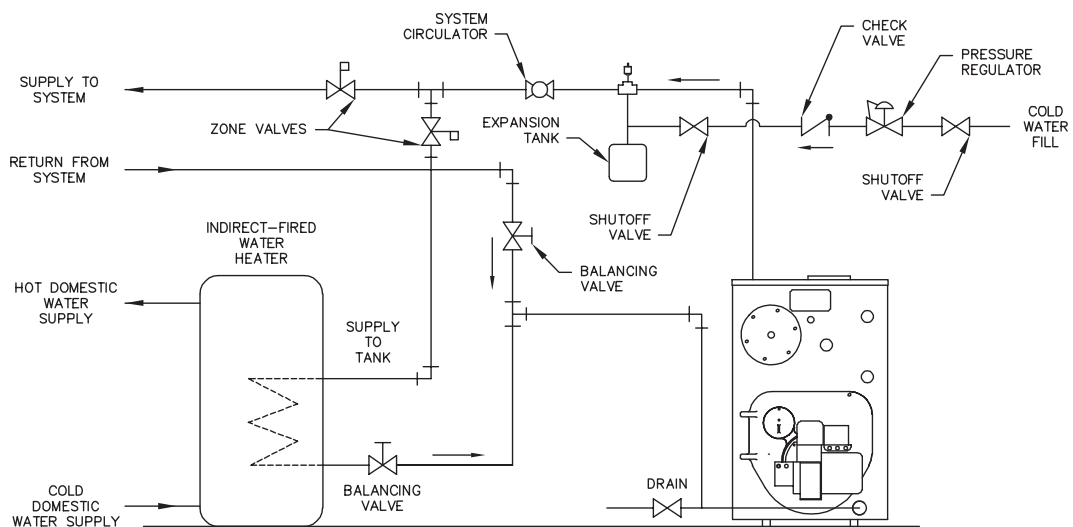 SYSTEM
CIRCULATOR
CHECK
VALVE
PRESSURE
REGULATOR
SUPPLY TO
SYSTEM
ZONE VALVES
EXPANSION
TANK
COLD
WATER
FILL
RETURN FROM
SYSTEM
SHUTOFF
VALVE
SHUTOFF
VALVE
INDIRECT-FIRED
WATER
HEATER
BALANCING
VALVE
HOT DOMESTIC
WATER
SUPPLY
SUPPLY
TO
TANK
BALANCING
VALVE
DRAIN
COLD
DOMESTIC
WATER SUPPLY